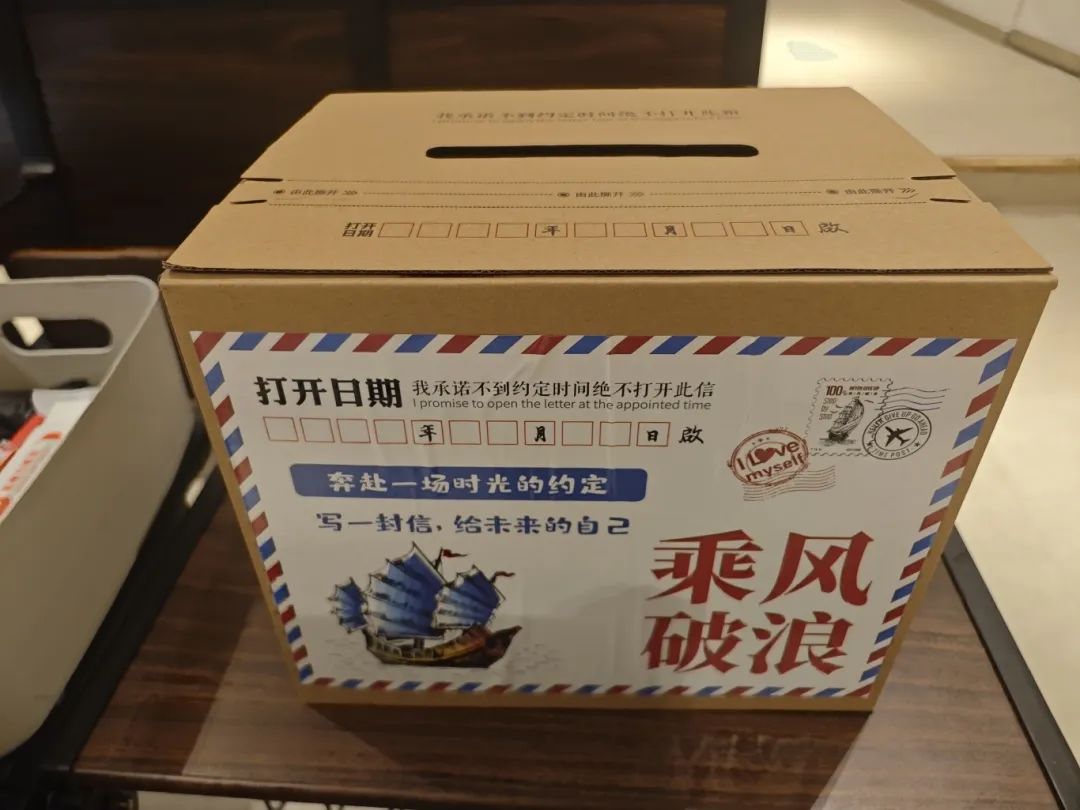 我承诺不到约定时间绝不打开此箱
由此撕开 由此撕开 由此撕开
打开日期 年 月 日 啟
打开日期 我承诺不到约定时间绝不打开此信
I promise to open the letter at the appointed time
年 月 日 啟
100%
I Love myself
奔赴一场时光的约定
写一封信,给未来的自己
乘风
破浪